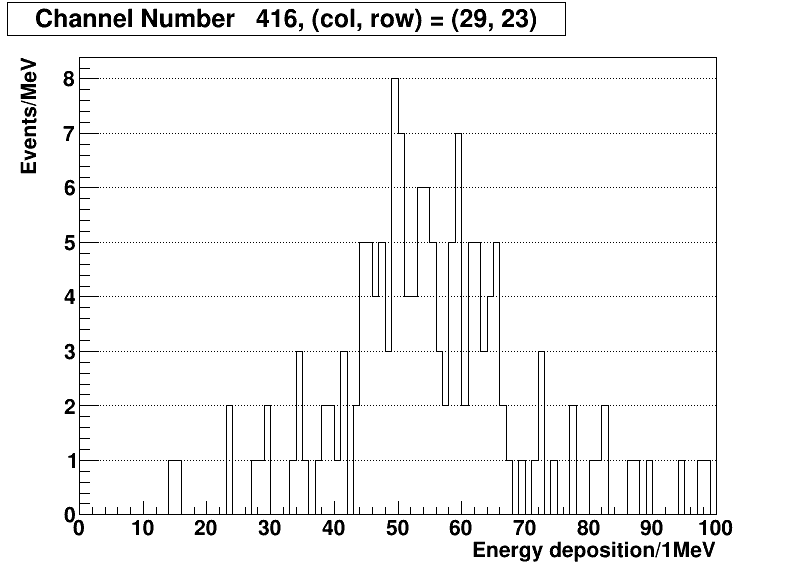 Channel Number 416, (col, row) = (29, 23)
Events/MeV
8
7
6
5
4
3
2
1
0
0 10 20 30 40 50 60 70 80 90 100
Energy deposition/1MeV